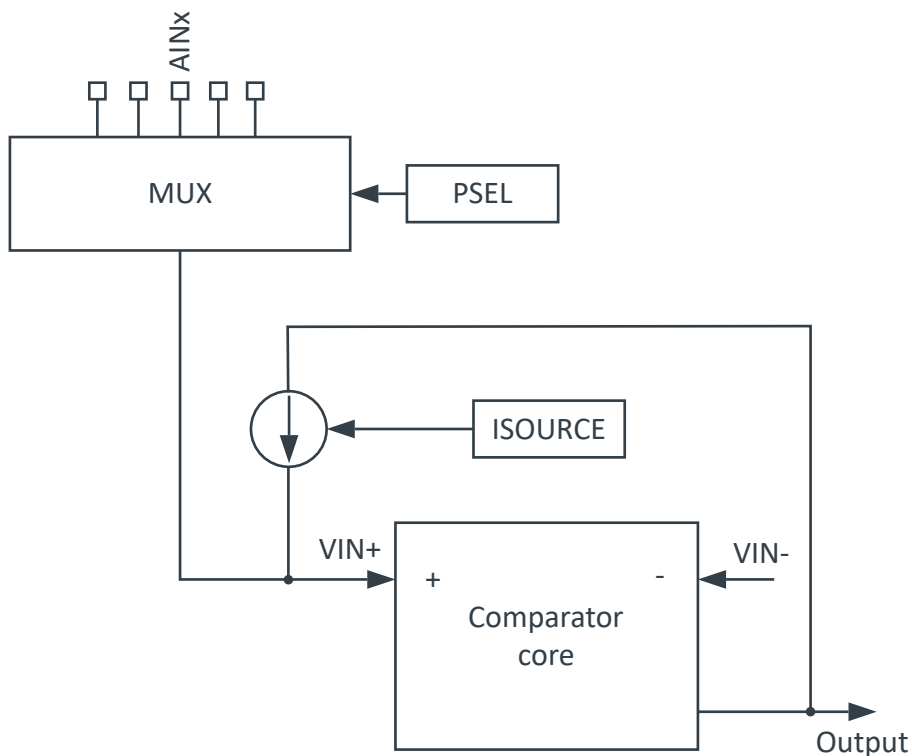 AINx
MUX
PSEL
ISOURCE
VIN+
VIN-
+
-
Comparator
core
Output